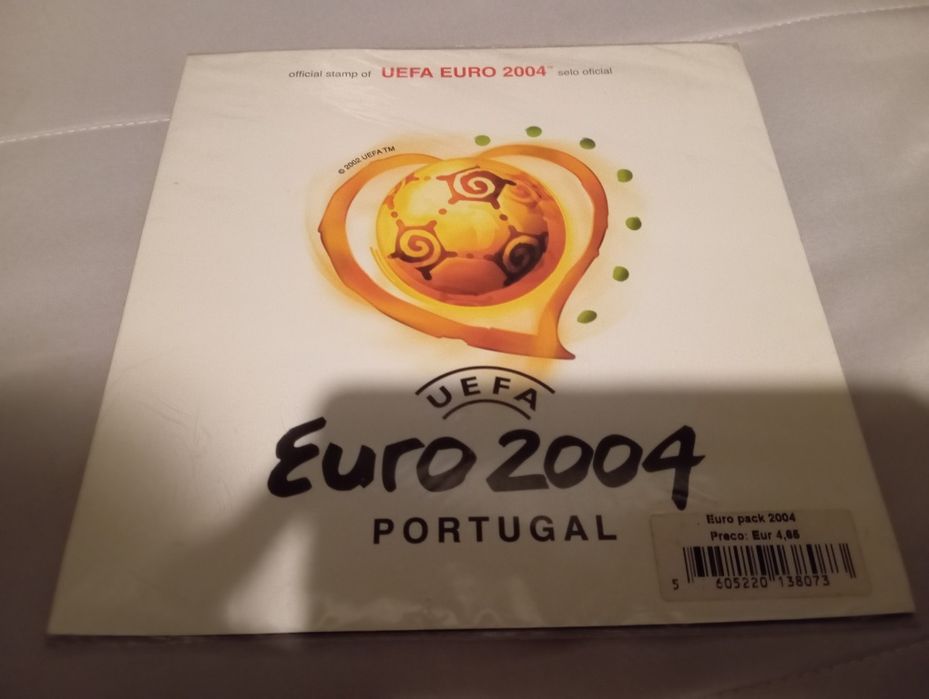 official stamp of UEFA EURO 2004™ selo oficial
© 2002 UEFA TM
UEFA
Euro 2004
PORTUGAL
Euro pack 2004
Preco: Eur 4,66
5 605220 138073